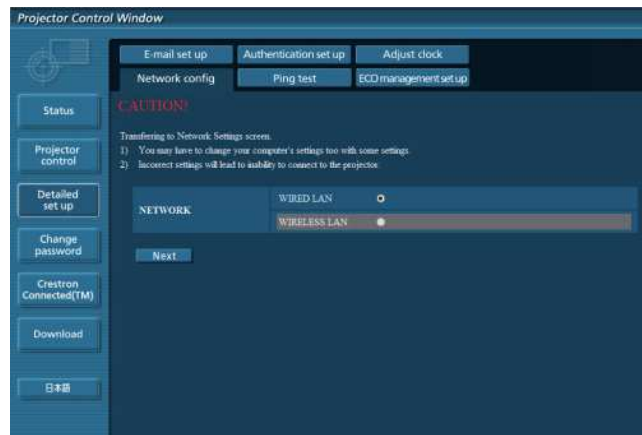 Projector Control Window
E-mail set up
Authentication set up
Adjust clock
Network config
Ping test
ECO management set up
Status
Projector
control
Detailed
set up
Change
password
Crestron
Connected(TM)
Download
日本語
CAUTION!
Transferring to Network Settings screen.
1) You may have to change your computer's settings too with some settings.
2) Incorrect settings will lead to inability to connect to the projector.
NETWORK
WIRED LAN
WIRELESS LAN
Next